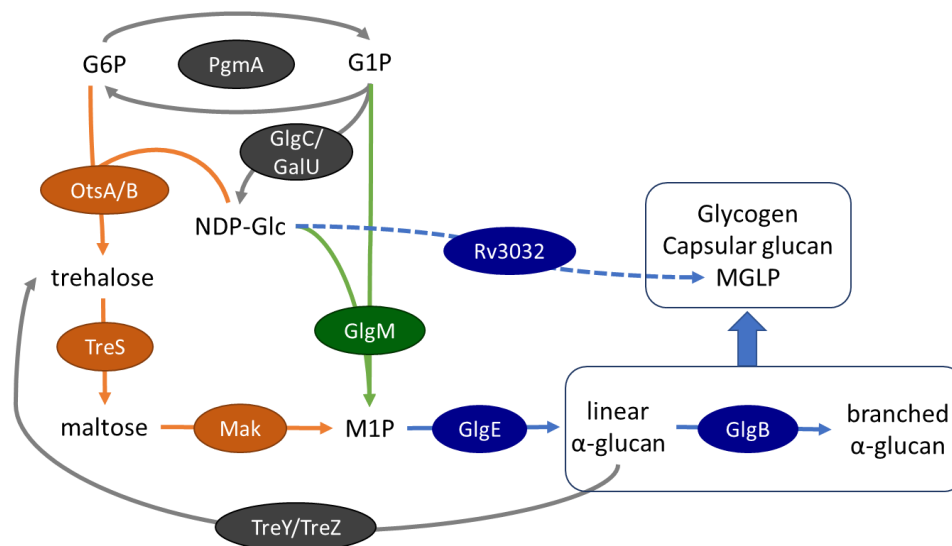 G6P
PgmA
G1P
GlgC/
GalU
OtsA/B
NDP-Glc
Rv3032
Glycogen
Capsular glucan
MGLP
trehalose
TreS
GlgM
maltose
Mak
M1P
GlgE
linear
α-glucan
GlgB
branched
α-glucan
TreY/TreZ